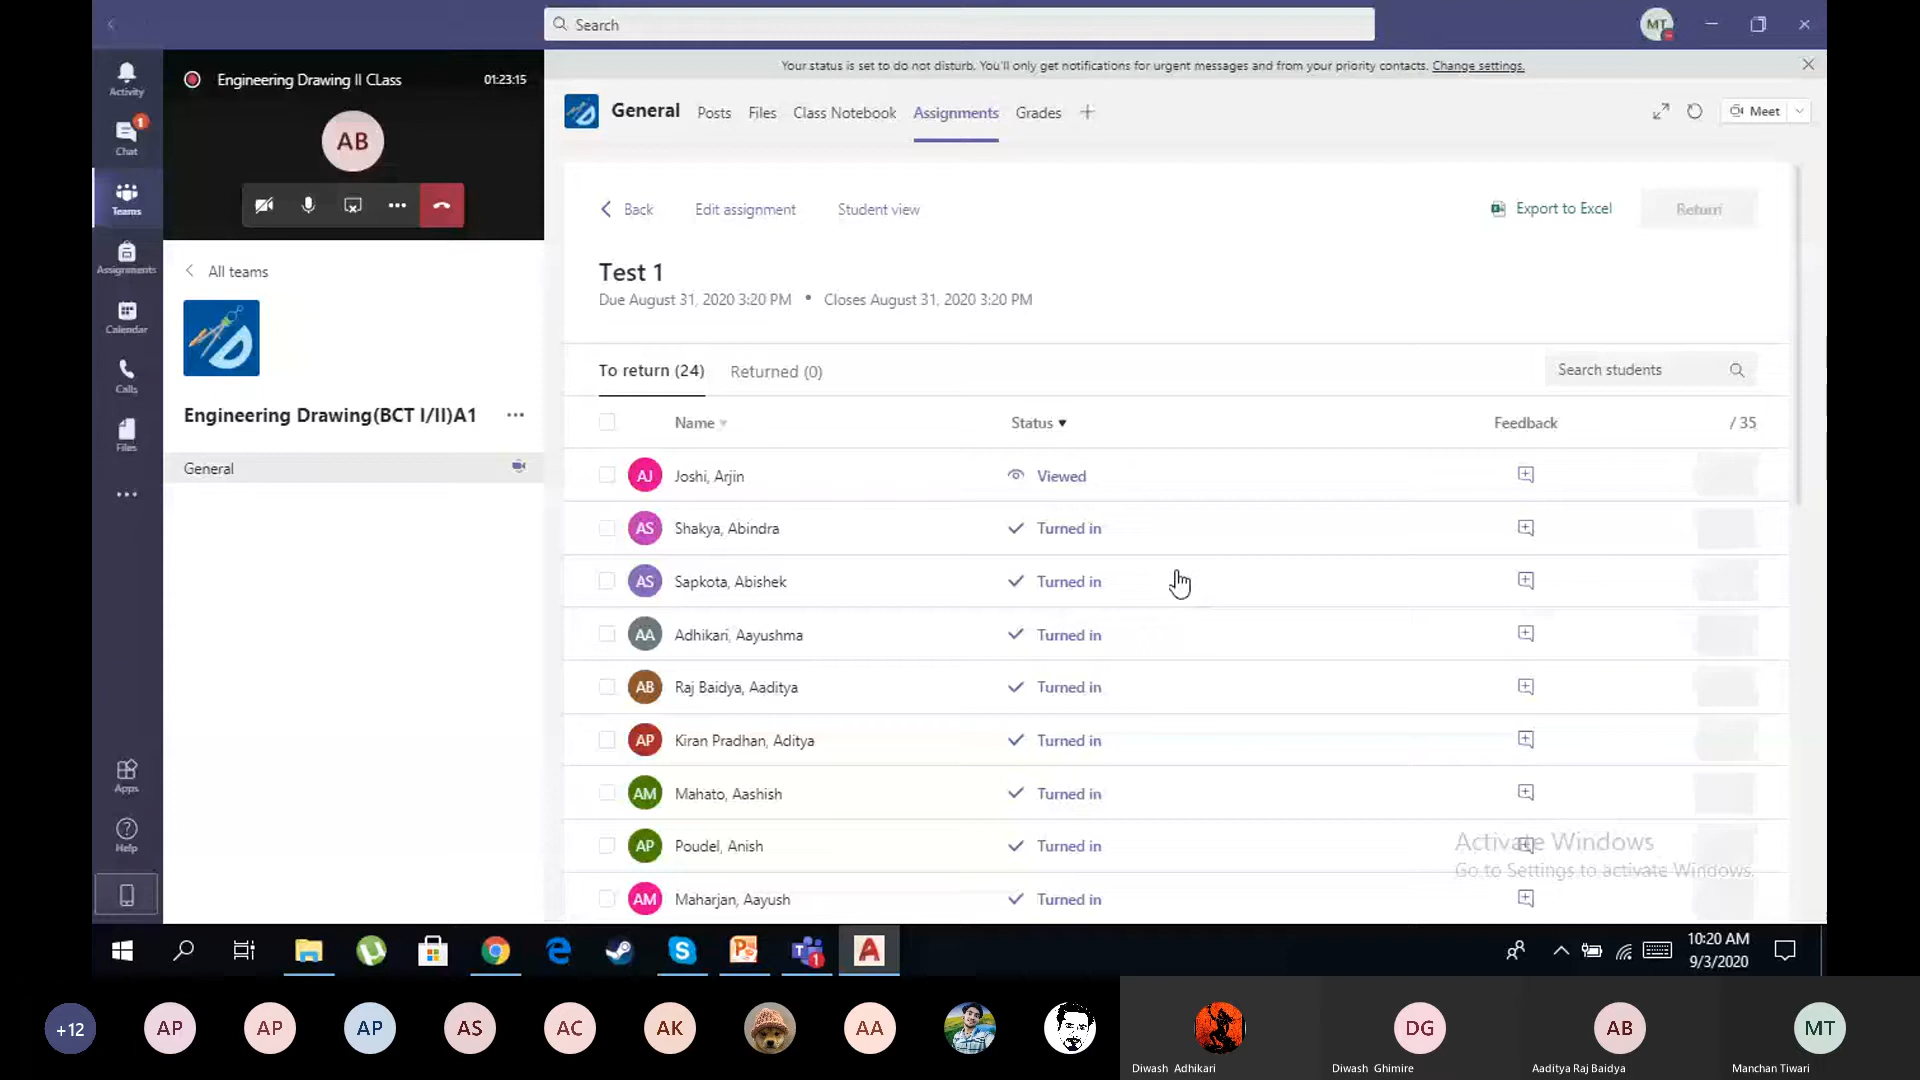 Search
MT
Your status is set to do not disturb. You'll only get notifications for urgent messages and from your priority contacts. Change settings.
Activity
1
Chat
Teams
Assignments
Calendar
Calls
Files
Apps
Help
Engineering Drawing II CLass
01:23:15
AB
All teams
Engineering Drawing(BCT I/II)A1
General
General
Posts
Files
Class Notebook
Assignments
Grades
Meet
Back
Edit assignment
Student view
Export to Excel
Return
Test 1
Due August 31, 2020 3:20 PM • Closes August 31, 2020 3:20 PM
To return (24)
Returned (0)
Search students
Name
Status
Feedback
/ 35
AJ Joshi, Arjin Viewed
AS Shakya, Abindra Turned in
AS Sapkota, Abishek Turned in
AA Adhikari, Aayushma Turned in
AB Raj Baidya, Aaditya Turned in
AP Kiran Pradhan, Aditya Turned in
AM Mahato, Aashish Turned in
AP Poudel, Anish Turned in
AM Maharjan, Aayush Turned in
Activate Windows
Go to Settings to activate Windows.
1
A
10:20 AM
9/3/2020
+12
AP
AP
AP
AS
AC
AK
AA
DG
AB
MT
Diwash Adhikari
Diwash Ghimire
Aaditya Raj Baidya
Manchan Tiwari